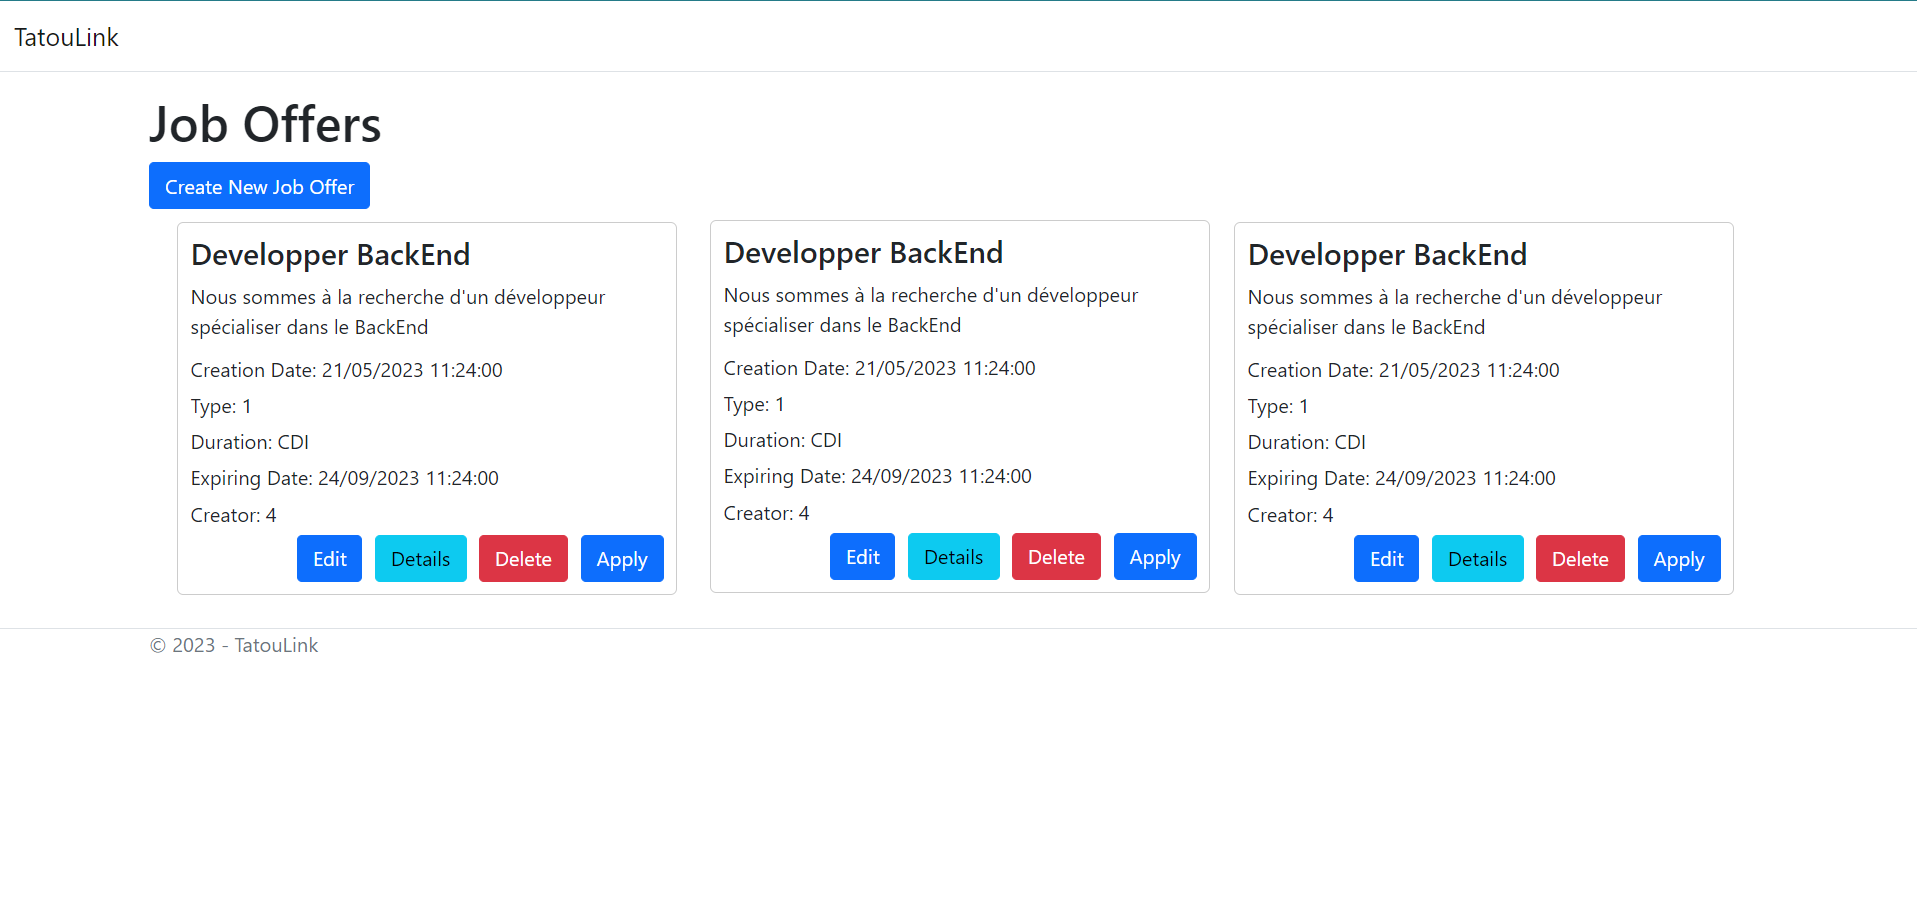 TatouLink
Job Offers
Create New Job Offer
Developper BackEnd
Nous sommes à la recherche d'un développeur
spécialiser dans le BackEnd
Creation Date: 21/05/2023 11:24:00
Type: 1
Duration: CDI
Expiring Date: 24/09/2023 11:24:00
Creator: 4
Edit Details Delete Apply
Developper BackEnd
Nous sommes à la recherche d'un développeur
spécialiser dans le BackEnd
Creation Date: 21/05/2023 11:24:00
Type: 1
Duration: CDI
Expiring Date: 24/09/2023 11:24:00
Creator: 4
Edit Details Delete Apply
Developper BackEnd
Nous sommes à la recherche d'un développeur
spécialiser dans le BackEnd
Creation Date: 21/05/2023 11:24:00
Type: 1
Duration: CDI
Expiring Date: 24/09/2023 11:24:00
Creator: 4
Edit Details Delete Apply
© 2023 - TatouLink